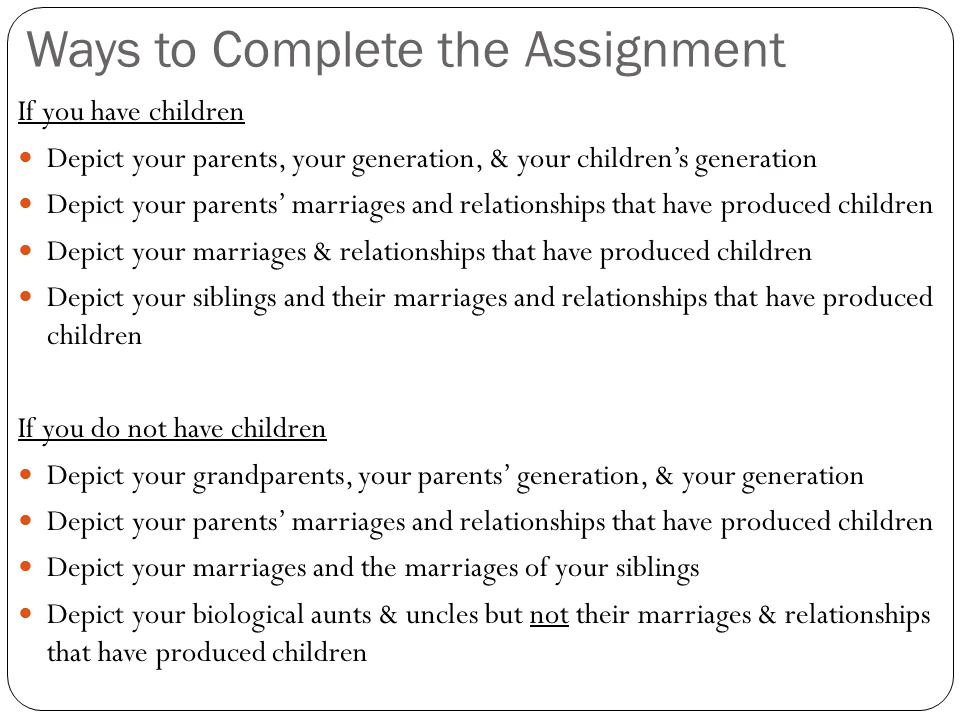 Ways to Complete the Assignment
If you have children
• Depict your parents, your generation, & your children’s generation
• Depict your parents’ marriages and relationships that have produced children
• Depict your marriages & relationships that have produced children
• Depict your siblings and their marriages and relationships that have produced
children
If you do not have children
• Depict your grandparents, your parents’ generation, & your generation
• Depict your parents’ marriages and relationships that have produced children
• Depict your marriages and the marriages of your siblings
• Depict your biological aunts & uncles but not their marriages & relationships
that have produced children